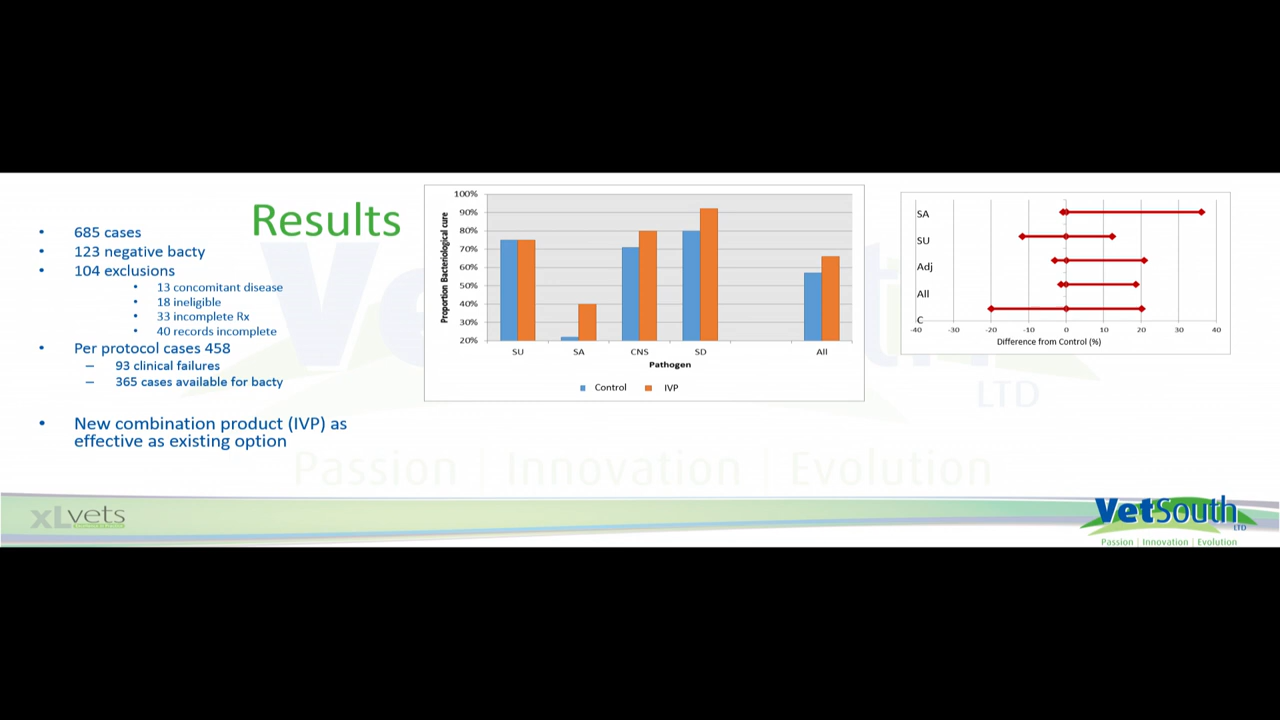 Results
• 685 cases
• 123 negative bacty
• 104 exclusions
• 13 concomitant disease
• 18 ineligible
• 33 incomplete Rx
• 40 records incomplete
• Per protocol cases 458
– 93 clinical failures
– 365 cases available for bacty
• New combination product (IVP) as
effective as existing option
Proportion Bacteriological cure
100%
90%
80%
70%
60%
50%
40%
30%
20%
SU SA CNS SD All
Pathogen
Control IVP
SA
SU
Adj
All
C
-40 -30 -20 -10 0 10 20 30 40
Difference from Control (%)
LTD
Passion | Innovation | Evolution
xLvets
VetSouth
LTD
Passion | Innovation | Evolution